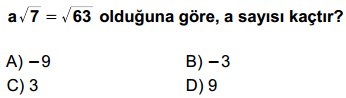 a√7 = √63 olduğuna göre, a sayısı kaçtır?
A) −9 B) −3
C) 3 D) 9